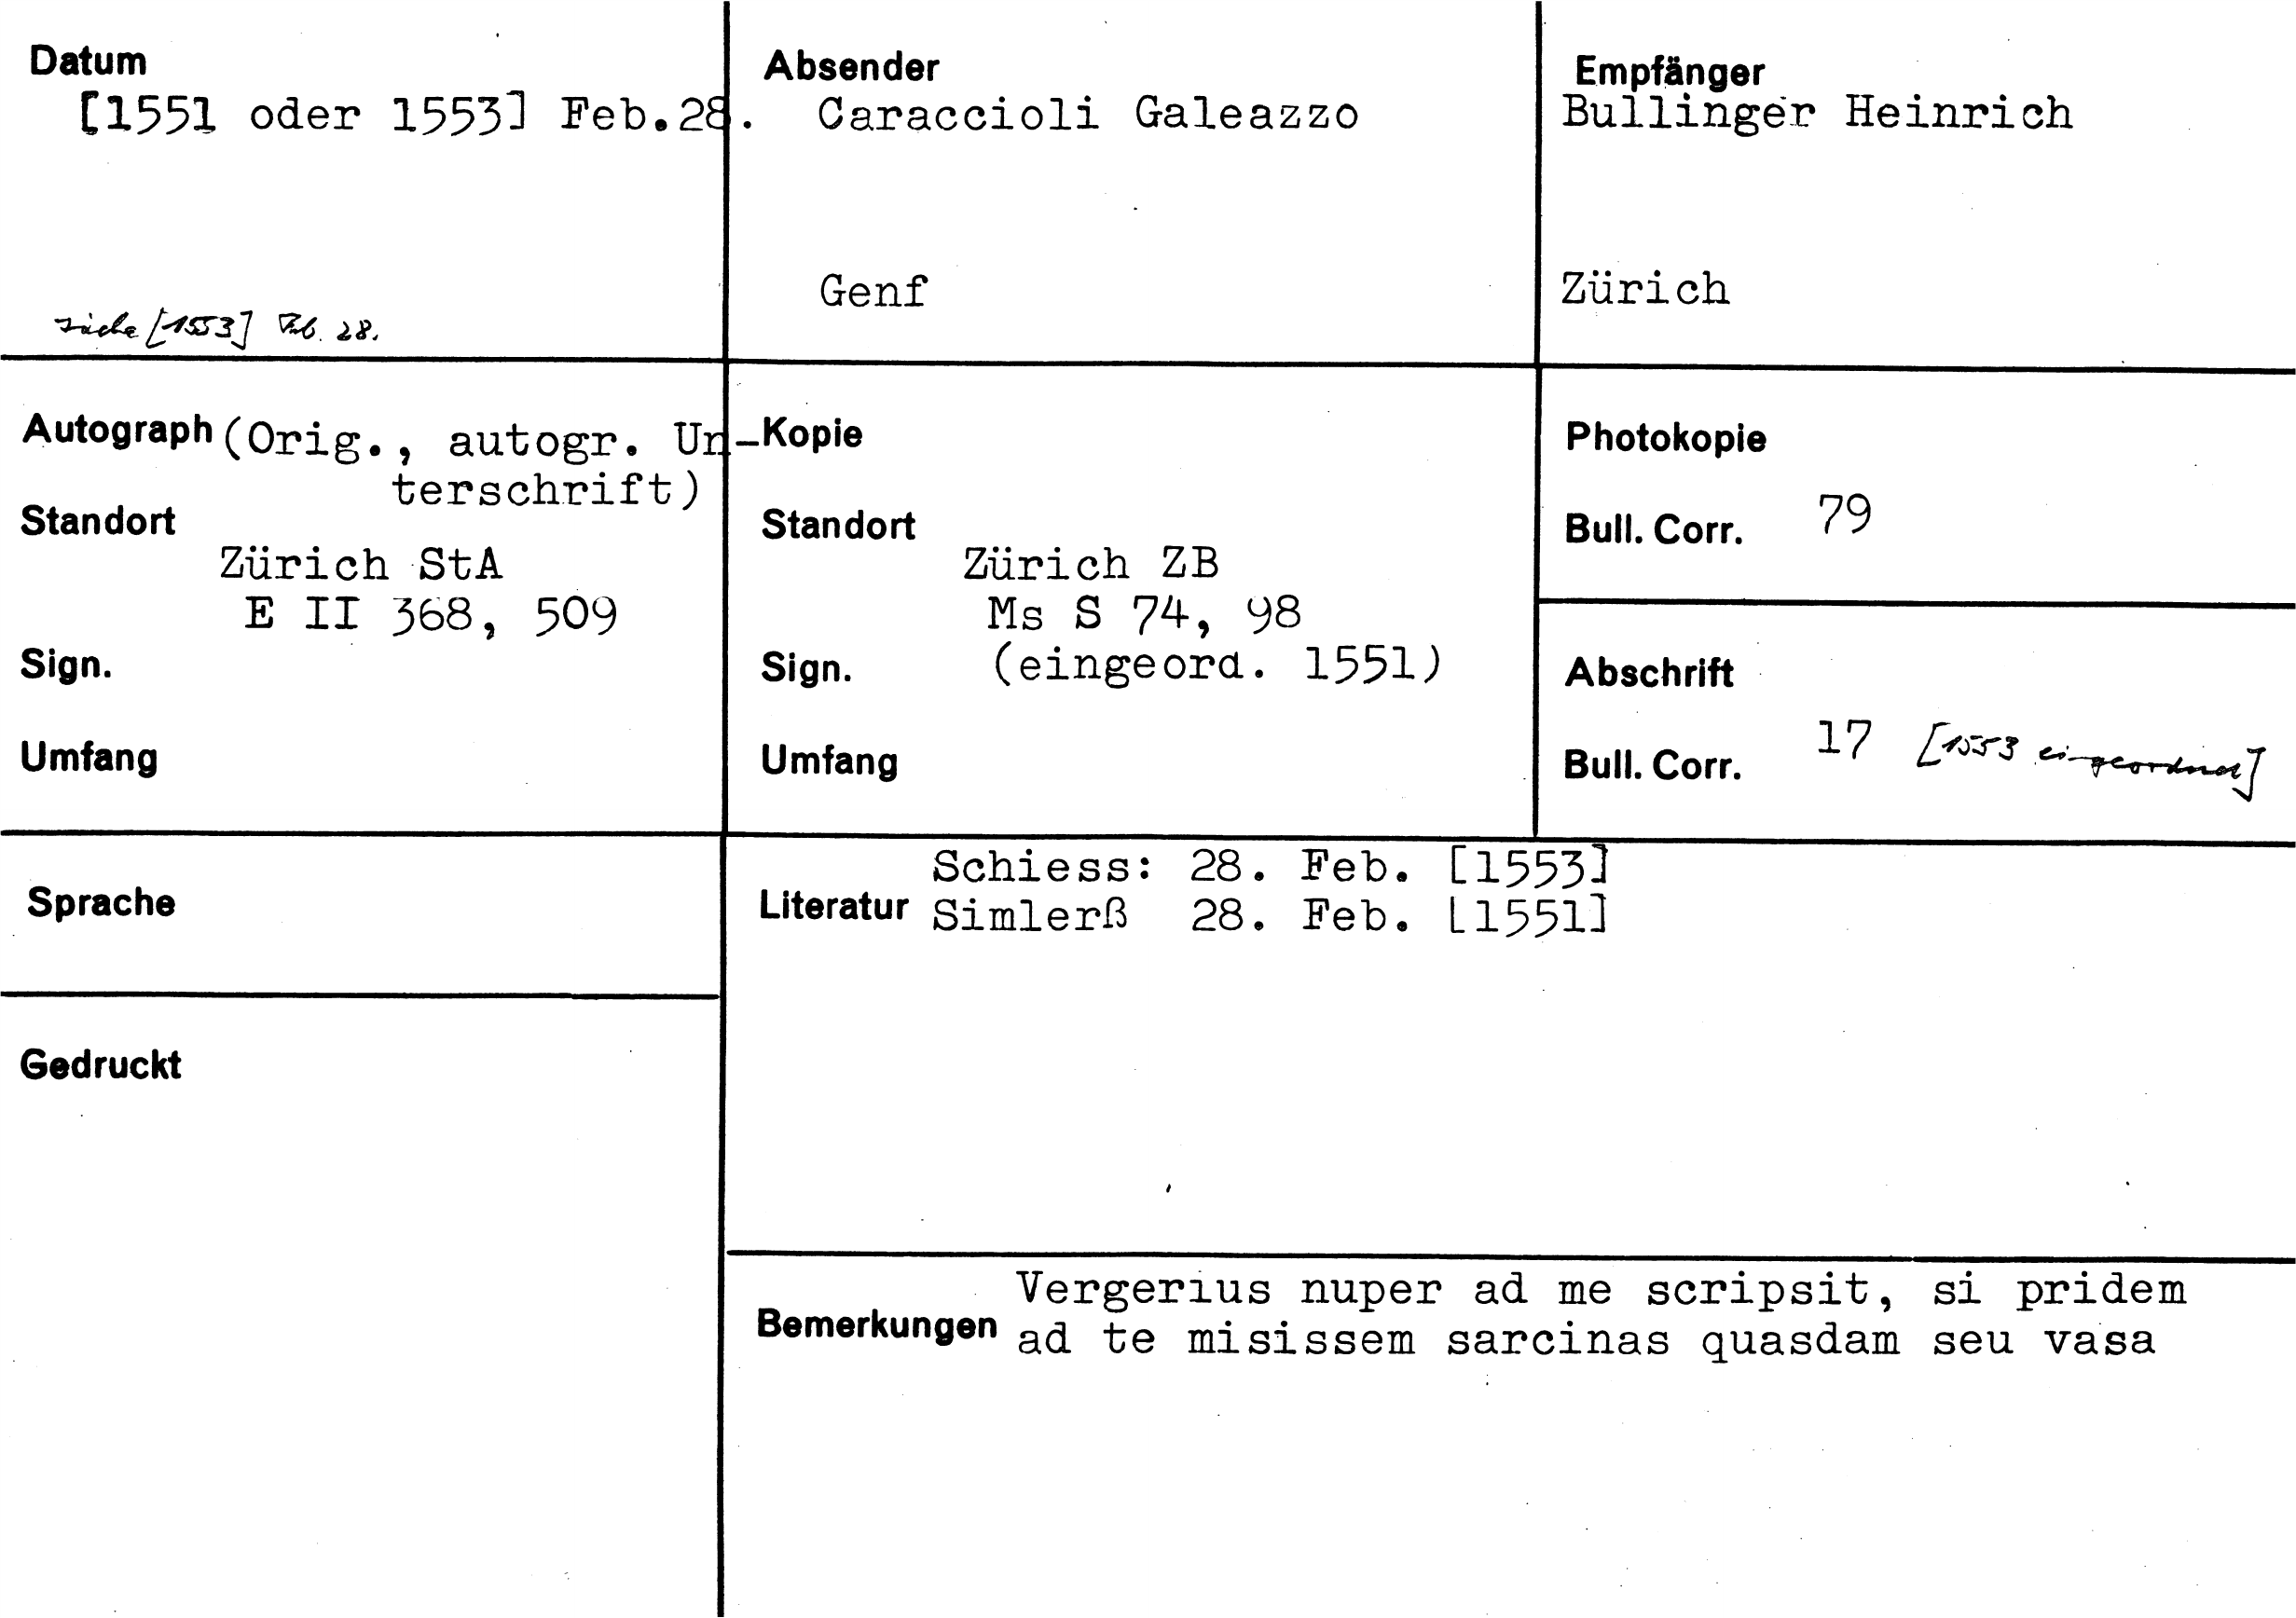 Datum
[1551 oder 1553] Feb.28.
siehe [1553] Feb. 28.
Absender
Caraccioli Galeazzo
Genf
Empfänger
Bullinger Heinrich
Zürich
Autograph (Orig., autogr. Un-
terschrift)
Standort
Zürich StA
E II 368, 509
Sign.
Umfang
Kopie
Standort
Zürich ZB
Ms S 74, 98
Sign. (eingeord. 1551)
Umfang
Photokopie
Bull. Corr. 79
Abschrift
Bull. Corr. 17 [1553 eingeordnet]
Sprache
Gedruckt
Schiess: 28. Feb. [1553]
Literatur Simlerß 28. Feb. [1551]
Vergerius nuper ad me scripsit, si pridem
Bemerkungen ad te misissem sarcinas quasdam seu vasa